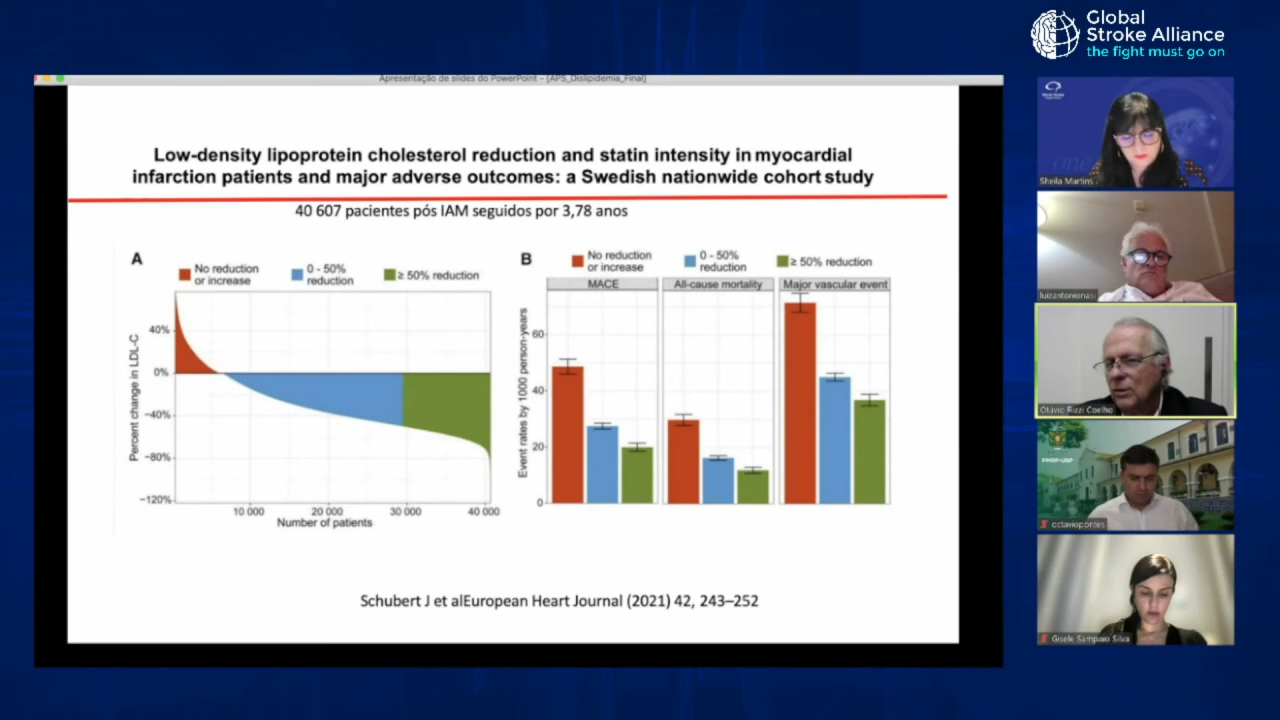 Global
Stroke Alliance
the fight must go on
Apresentação de slides do PowerPoint - [APS_Dislipidemia_Final]
Low-density lipoprotein cholesterol reduction and statin intensity in myocardial
infarction patients and major adverse outcomes: a Swedish nationwide cohort study
40 607 pacientes pós IAM seguidos por 3,78 anos
A
No reduction
or increase
0 - 50%
reduction
≥ 50% reduction
Percent change in LDL-C
40%
0%
−40%
−80%
−120%
10 000
20 000
30 000
40 000
Number of patients
B
No reduction
or increase
0 - 50%
reduction
≥ 50% reduction
MACE
All-cause mortality
Major vascular event
Event rates by 1000 person-years
60
40
20
0
Schubert J et alEuropean Heart Journal (2021) 42, 243–252
Sheila Martins
luizantonionasi
Otávio Rizzi Coelho
FMRP-USP
octaviopontes
Gisele Sampaio Silva